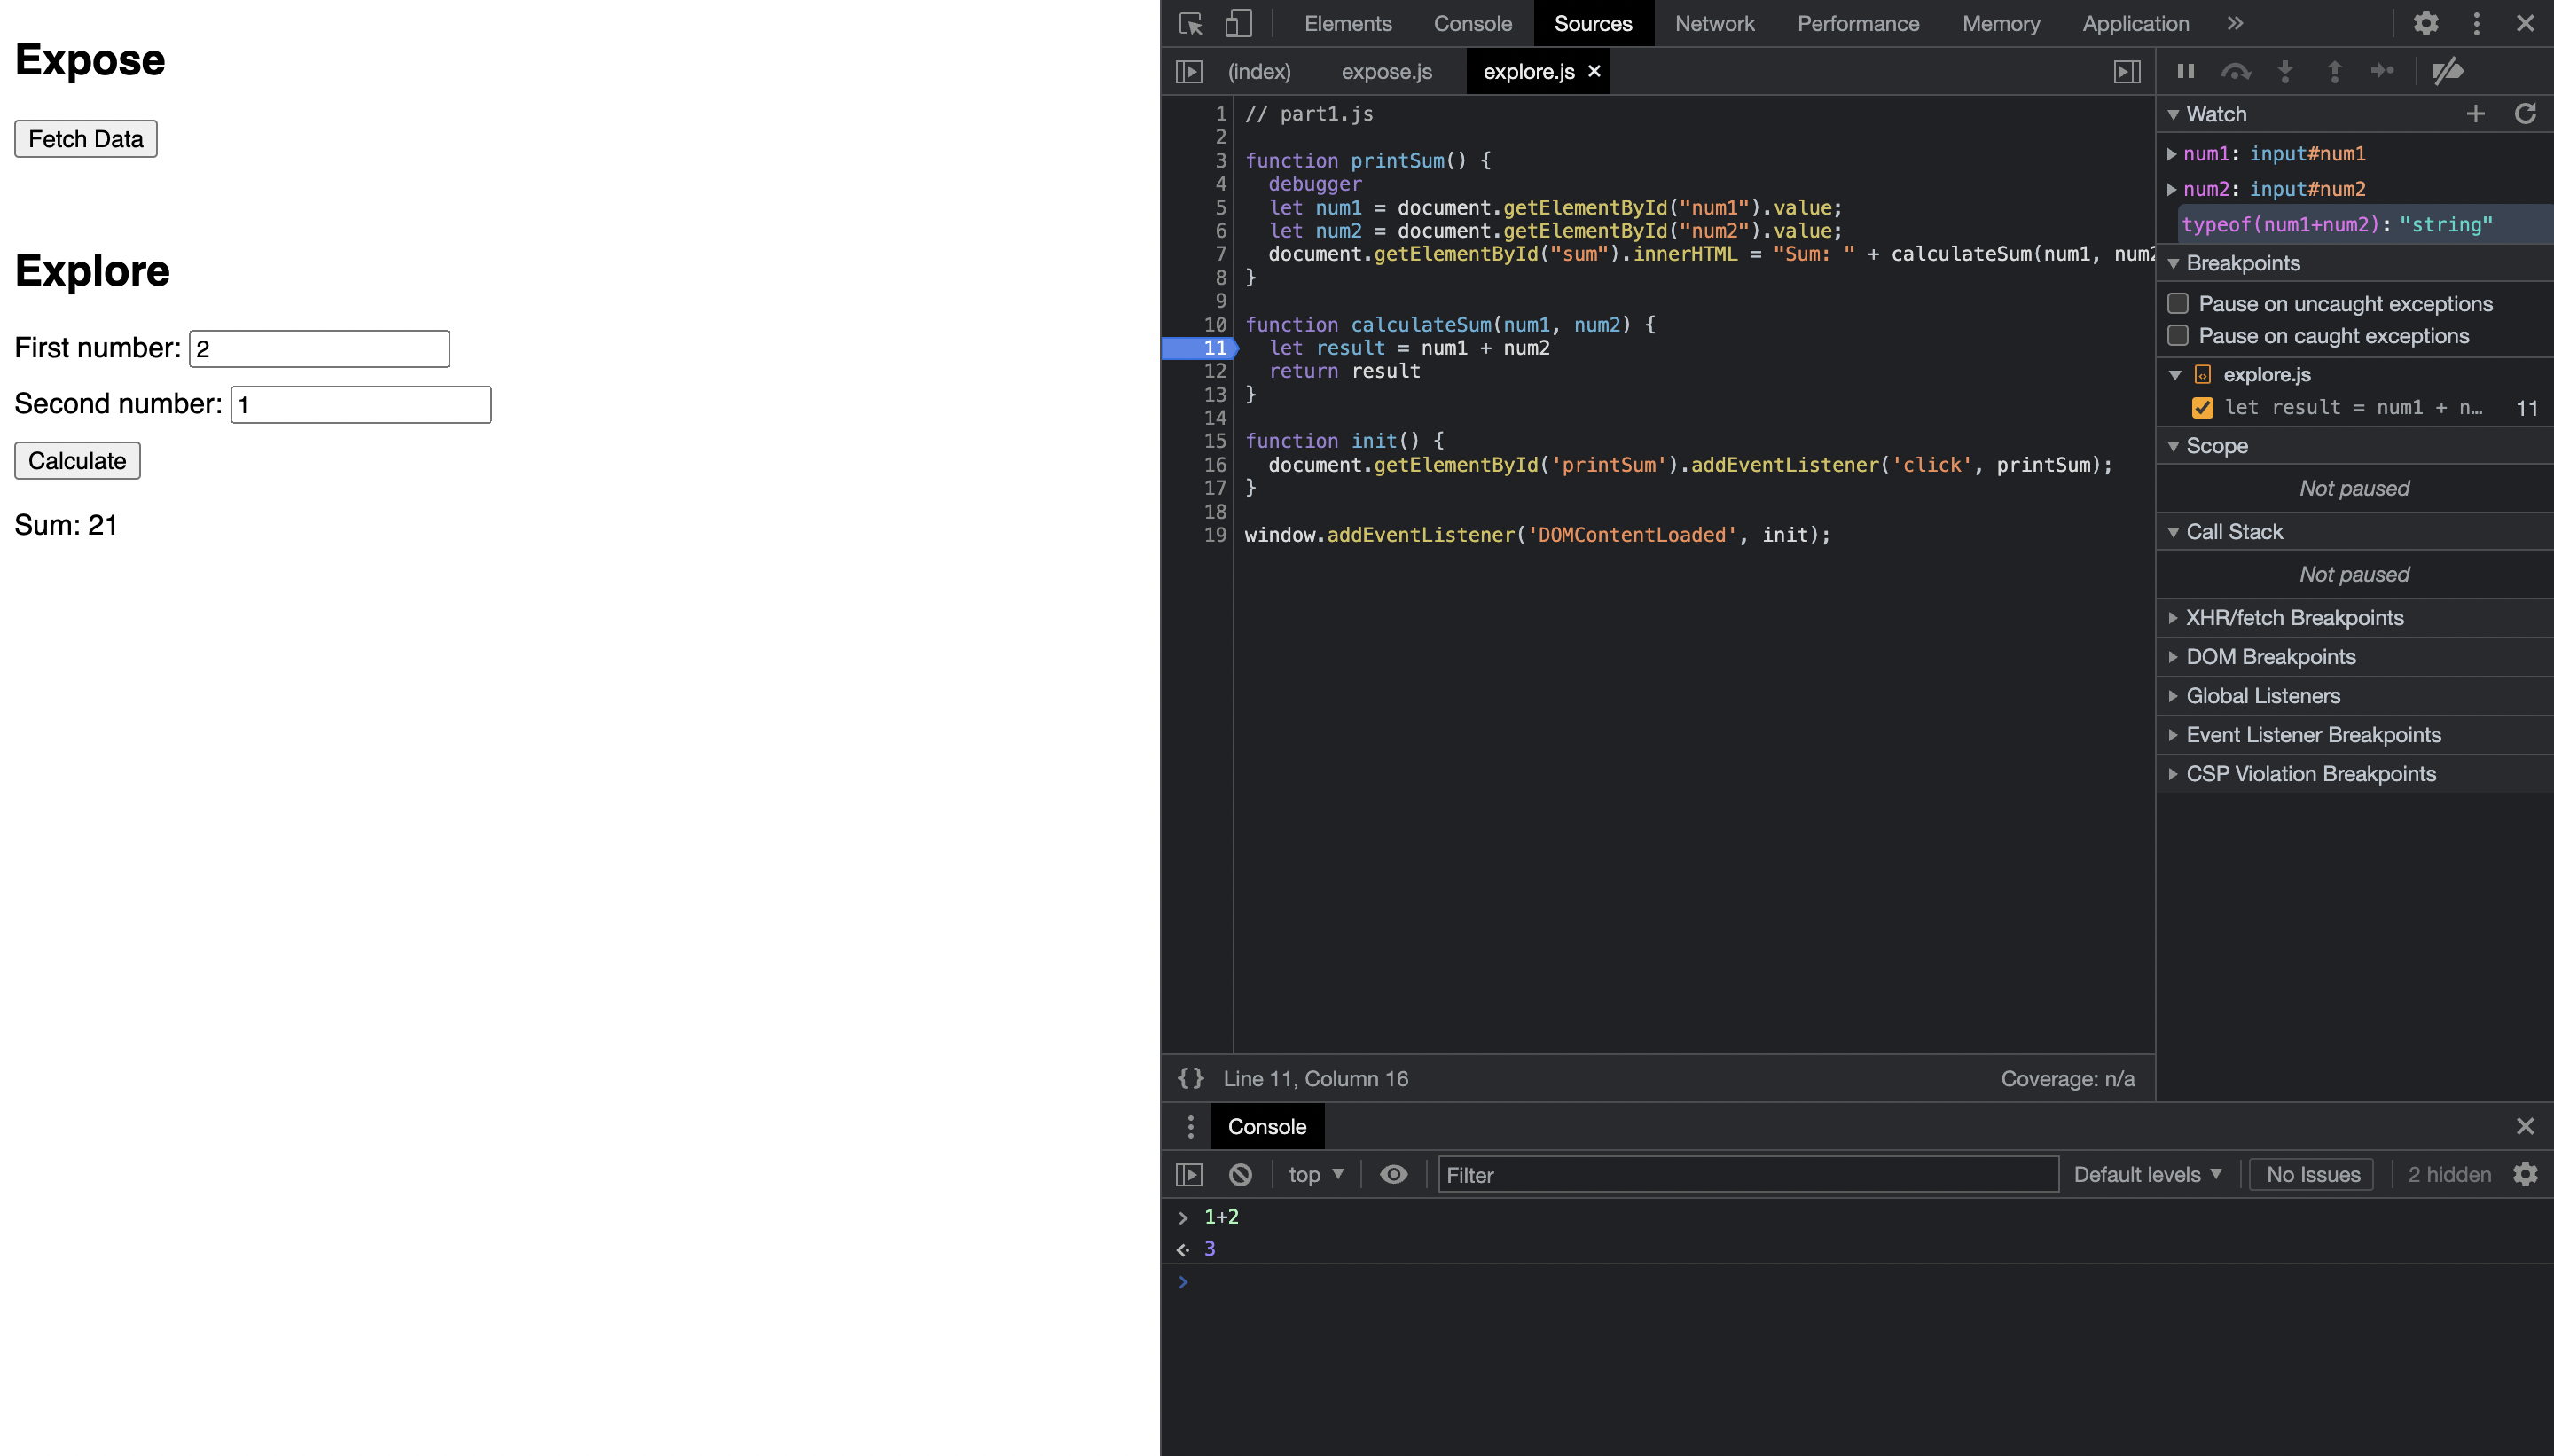 Expose
Fetch Data
Explore
First number: 2
Second number: 1
Calculate
Sum: 21
Elements Console Sources Network Performance Memory Application
(index) expose.js explore.js
1 // part1.js
2
3 function printSum() {
4 debugger
5 let num1 = document.getElementById("num1").value;
6 let num2 = document.getElementById("num2").value;
7 document.getElementById("sum").innerHTML = "Sum: " + calculateSum(num1, num2
8 }
9
10 function calculateSum(num1, num2) {
11 let result = num1 + num2
12 return result
13 }
14
15 function init() {
16 document.getElementById('printSum').addEventListener('click', printSum);
17 }
18
19 window.addEventListener('DOMContentLoaded', init);
{} Line 11, Column 16 Coverage: n/a
Watch
num1: input#num1
num2: input#num2
typeof(num1+num2): "string"
Breakpoints
Pause on uncaught exceptions
Pause on caught exceptions
explore.js
let result = num1 + n… 11
Scope
Not paused
Call Stack
Not paused
XHR/fetch Breakpoints
DOM Breakpoints
Global Listeners
Event Listener Breakpoints
CSP Violation Breakpoints
Console
top Filter Default levels No Issues 2 hidden
1+2
3